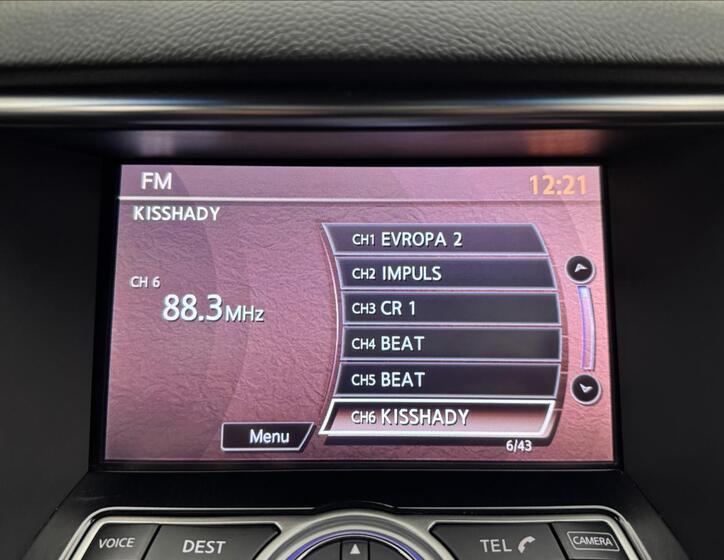 FM
12:21
KISSHADY
CH 6
88.3MHz
CH1 EVROPA 2
CH2 IMPULS
CH3 CR 1
CH4 BEAT
CH5 BEAT
CH6 KISSHADY
Menu
6/43
VOICE
DEST
TEL
CAMERA